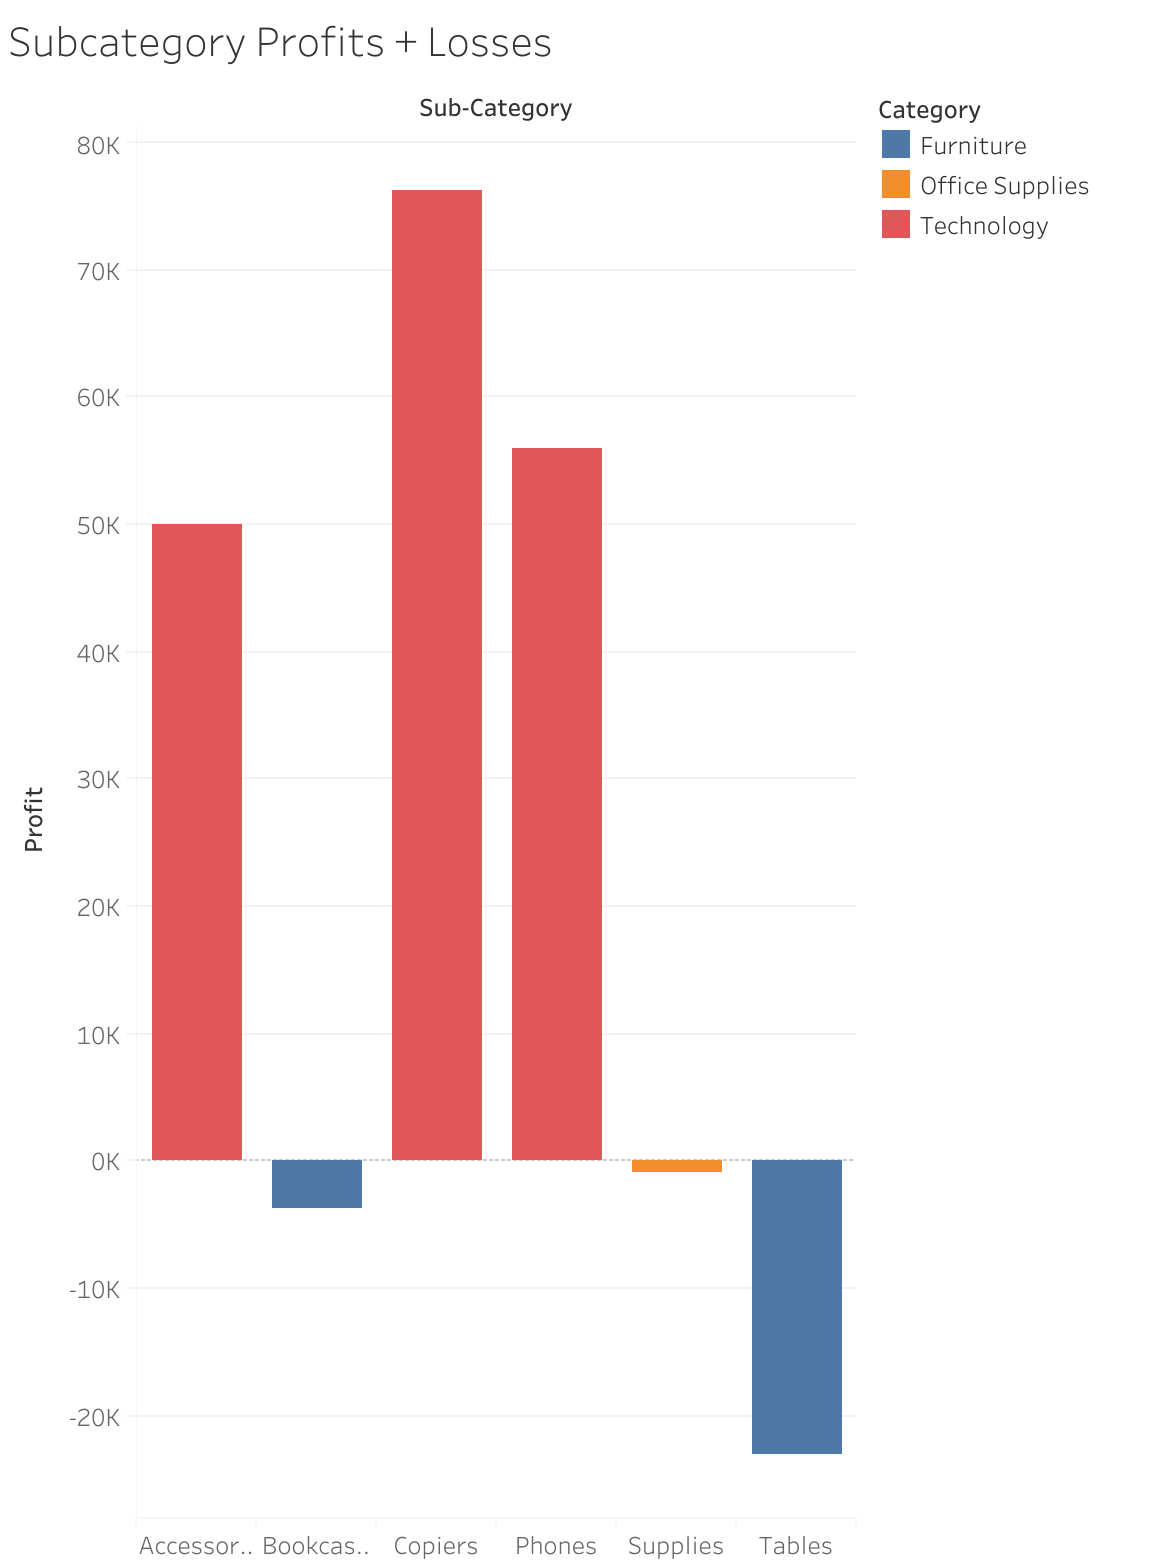 Subcategory Profits + Losses
Sub-Category
Category
Furniture
Office Supplies
Technology
Profit
80K
70K
60K
50K
40K
30K
20K
10K
0K
-10K
-20K
Accessor.. Bookcas.. Copiers Phones Supplies Tables